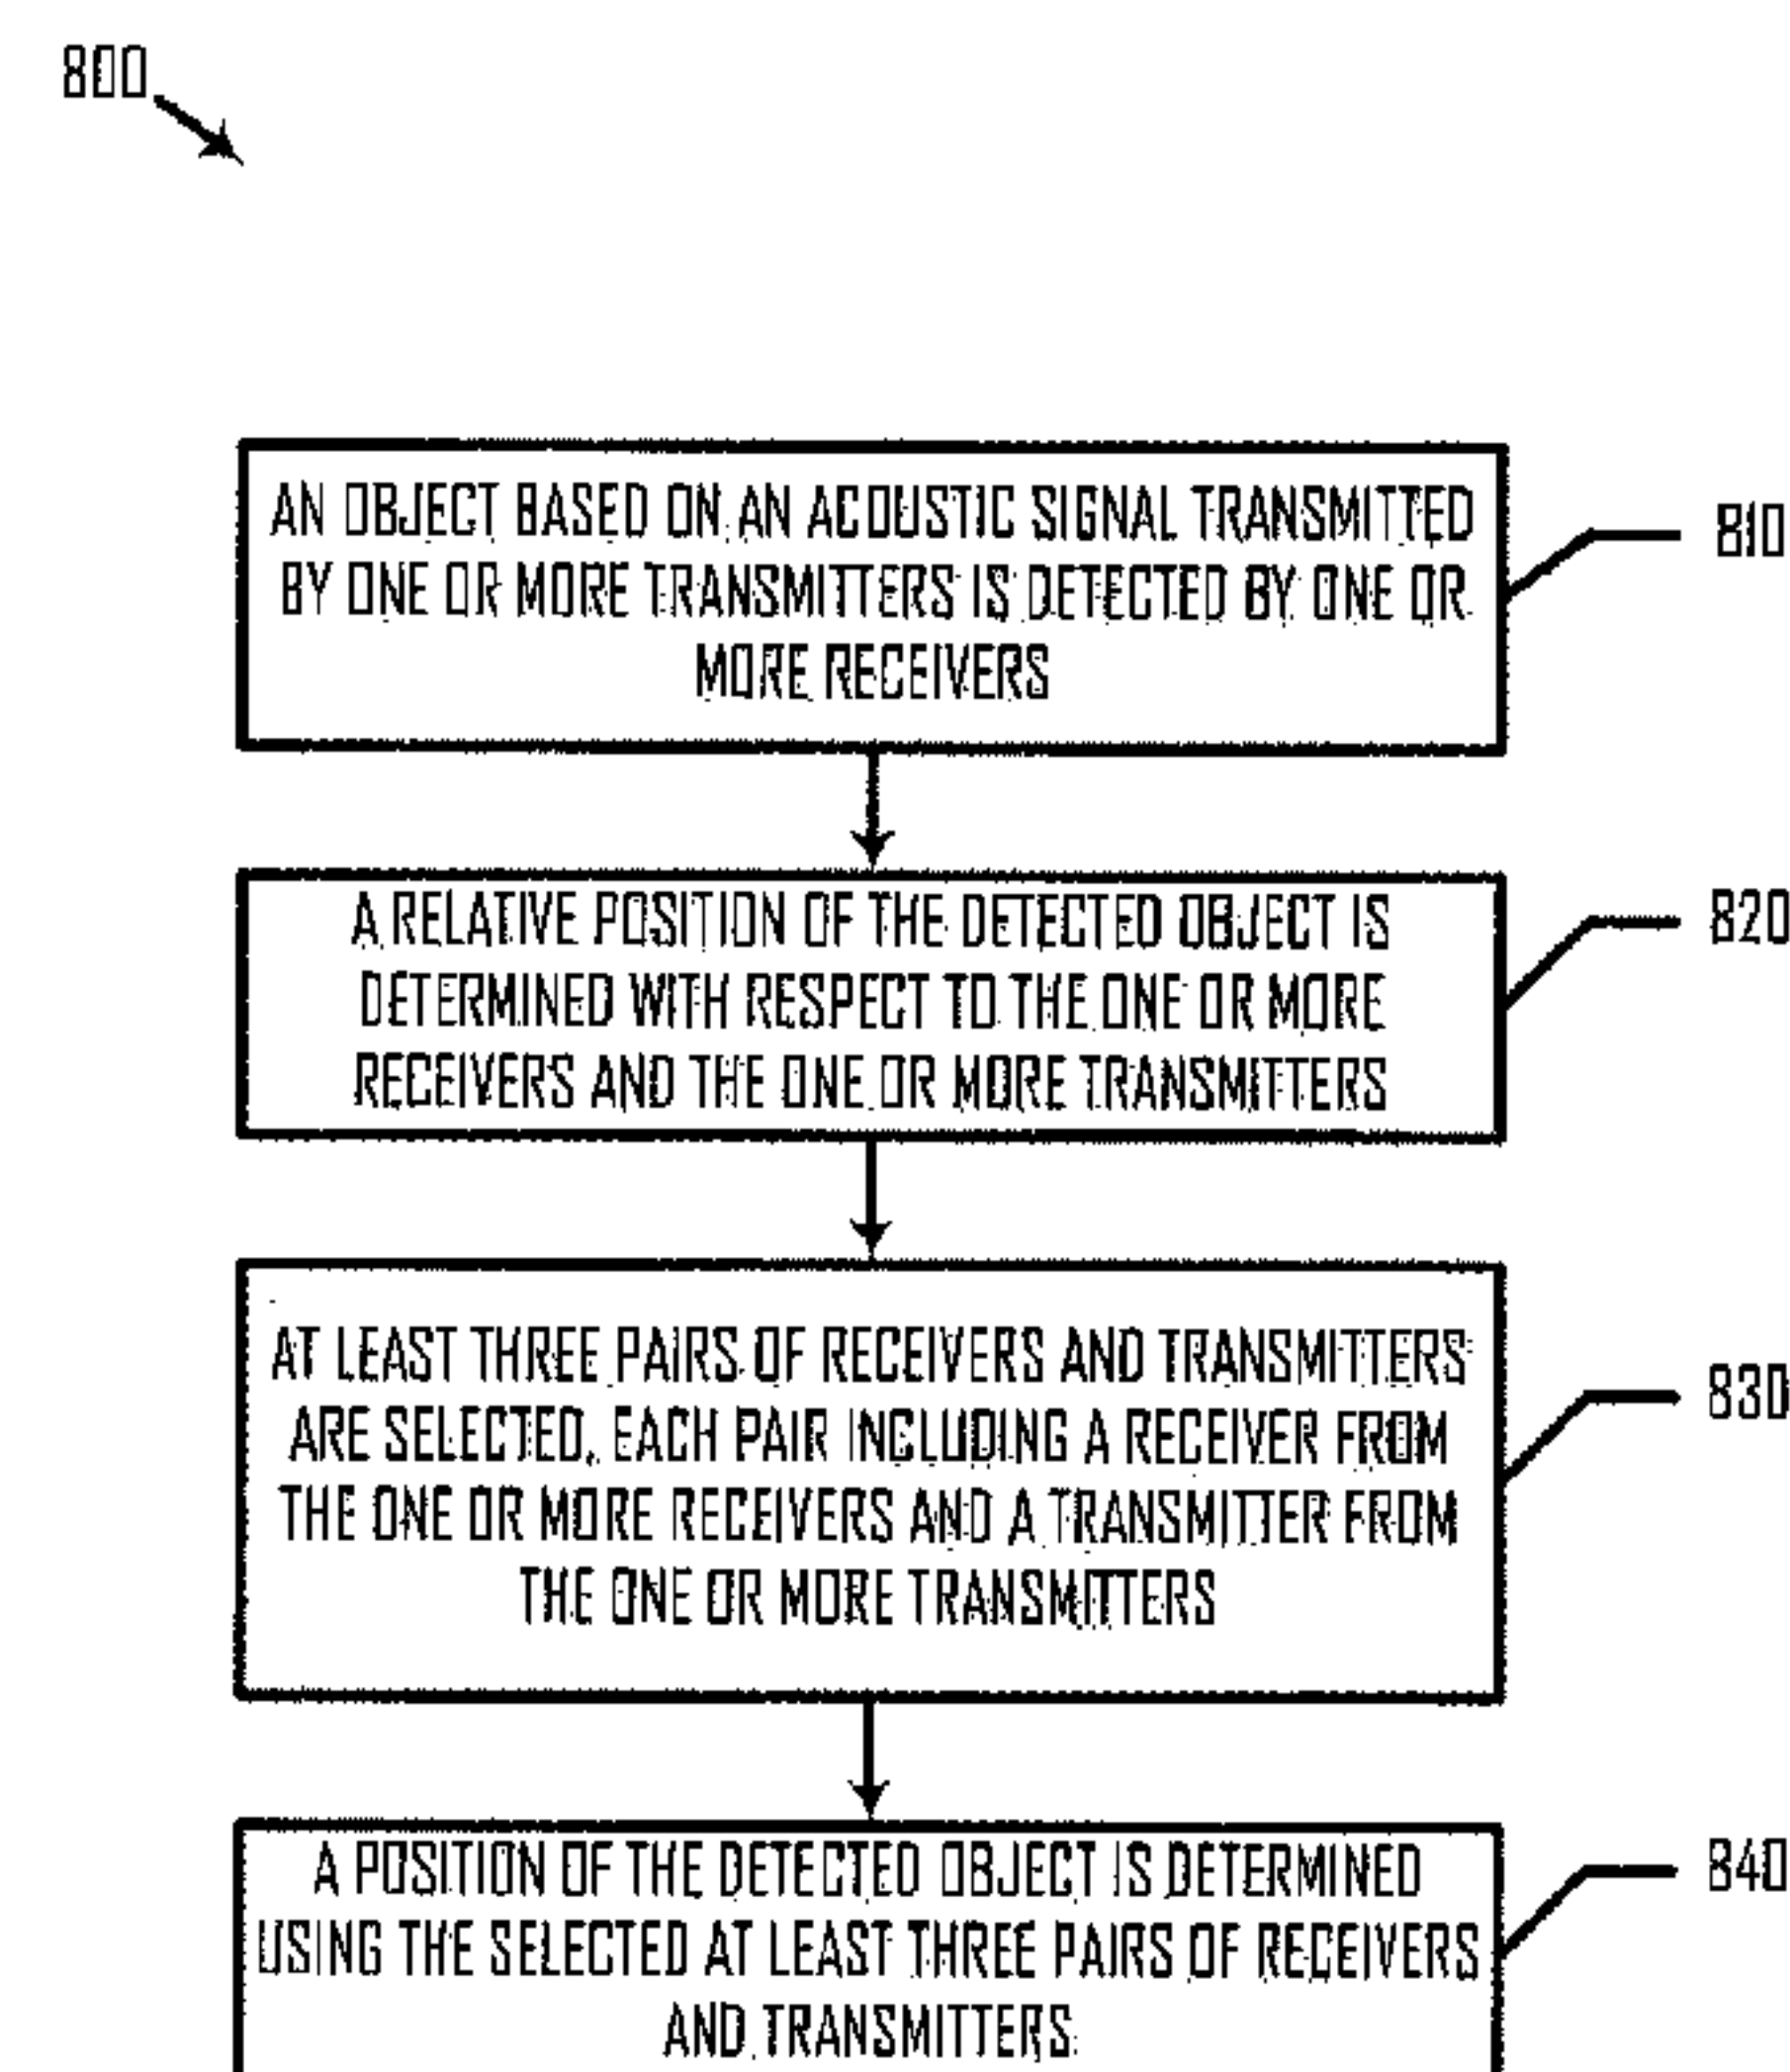 800
AN OBJECT BASED ON AN ACOUSTIC SIGNAL TRANSMITTED
BY ONE OR MORE TRANSMITTERS IS DETECTED BY ONE OR
MORE RECEIVERS
810
A RELATIVE POSITION OF THE DETECTED OBJECT IS
DETERMINED WITH RESPECT TO THE ONE OR MORE
RECEIVERS AND THE ONE OR MORE TRANSMITTERS
820
AT LEAST THREE PAIRS OF RECEIVERS AND TRANSMITTERS
ARE SELECTED, EACH PAIR INCLUDING A RECEIVER FROM
THE ONE OR MORE RECEIVERS AND A TRANSMITTER FROM
THE ONE OR MORE TRANSMITTERS
830
A POSITION OF THE DETECTED OBJECT IS DETERMINED
USING THE SELECTED AT LEAST THREE PAIRS OF RECEIVERS
AND TRANSMITTERS
840